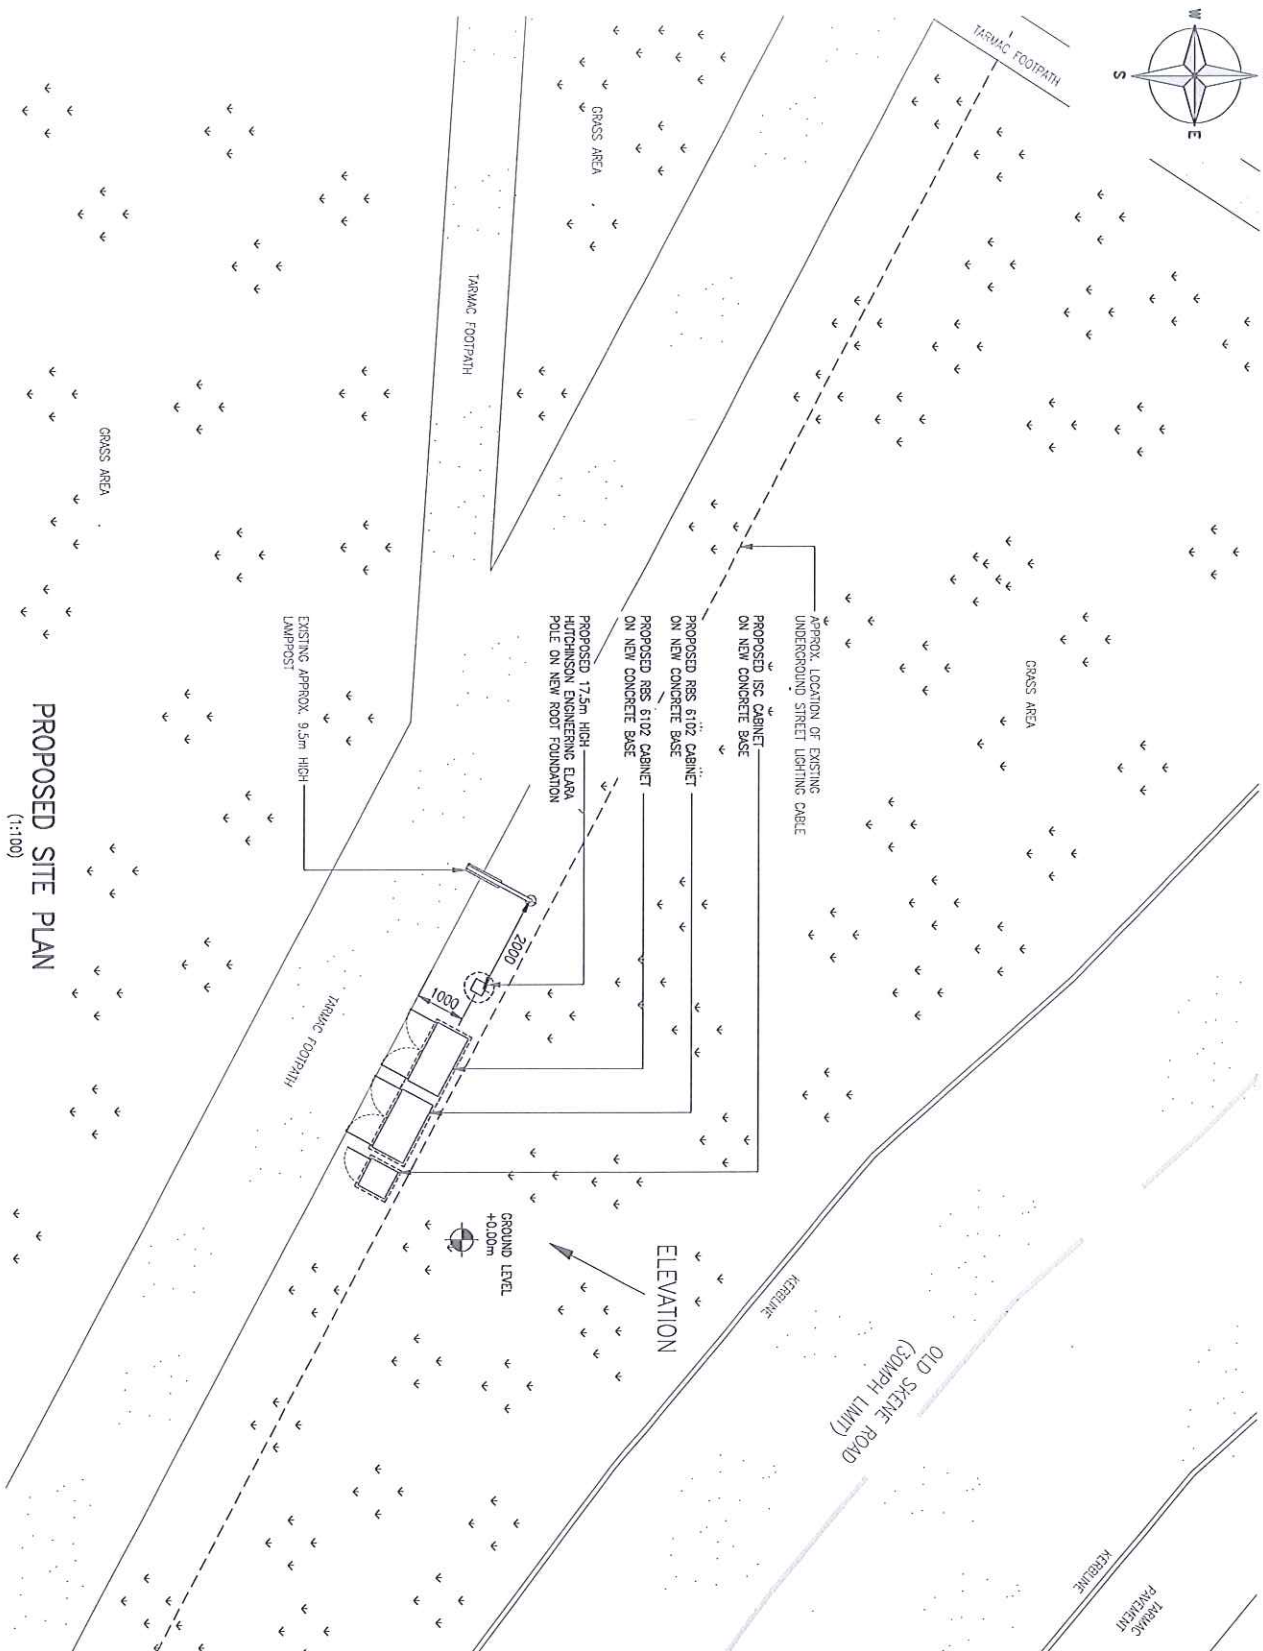 W
S
E
TARMAC FOOTPATH
GRASS AREA
TARMAC FOOTPATH
GRASS AREA
GRASS AREA
APPROX. LOCATION OF EXISTING
UNDERGROUND STREET LIGHTING CABLE
PROPOSED ISC CABINET
ON NEW CONCRETE BASE
PROPOSED RBS 6102 CABINET
ON NEW CONCRETE BASE
PROPOSED RBS 6102 CABINET
ON NEW CONCRETE BASE
PROPOSED 17.5m HIGH
HUTCHINSON ENGINEERING ELARA
POLE ON NEW ROOT FOUNDATION
EXISTING APPROX. 9.5m HIGH
LAMPPOST
2000
1000
TARMAC FOOTPATH
GROUND LEVEL
+0.00m
ELEVATION
KERBLINE
OLD SKENE ROAD
(30MPH LIMIT)
KERBLINE
TARMAC
PAVEMENT
PROPOSED SITE PLAN
(1:100)